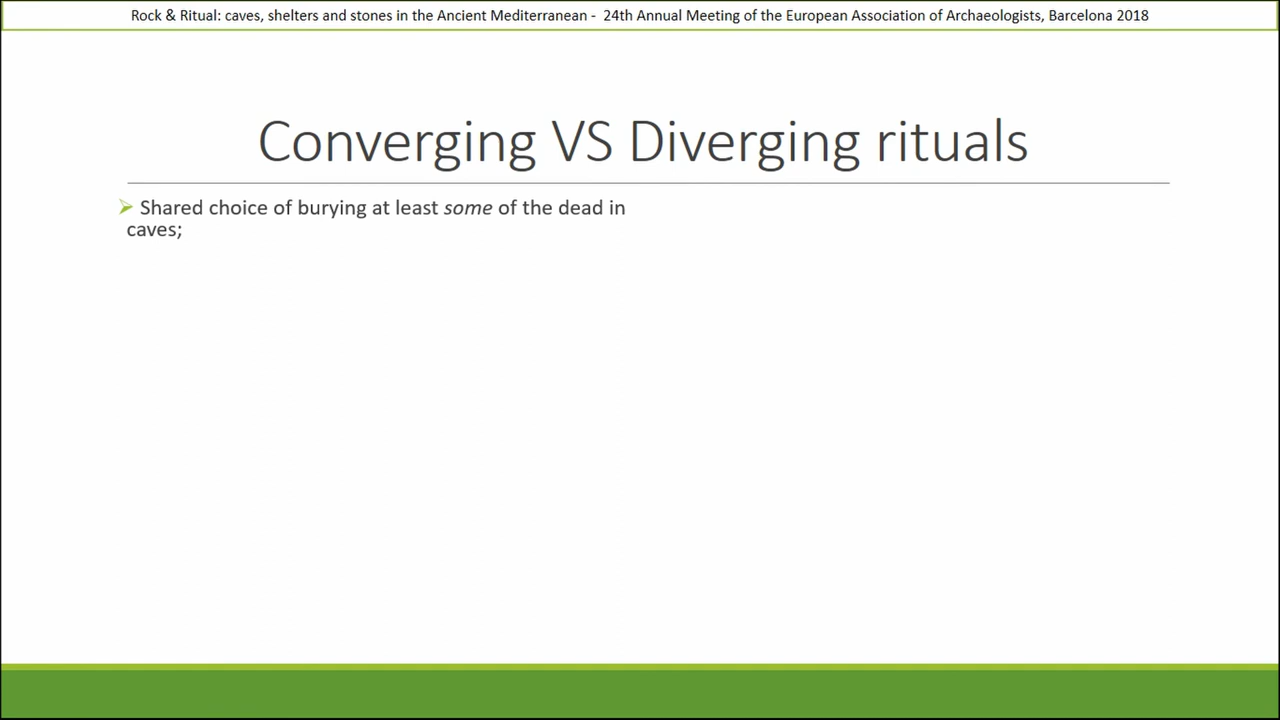 Rock & Ritual: caves, shelters and stones in the Ancient Mediterranean - 24th Annual Meeting of the European Association of Archaeologists, Barcelona 2018
Converging VS Diverging rituals
Shared choice of burying at least some of the dead in
caves;